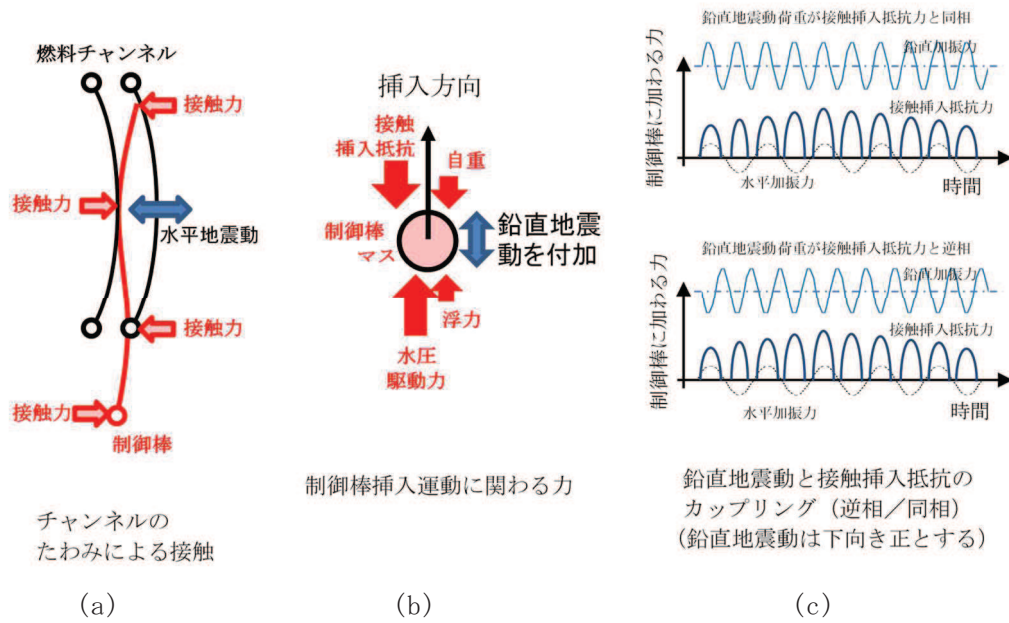 燃料チャンネル
接触力
接触力
水平地震動
接触力
接触力
制御棒
チャンネルの
たわみによる接触
(a)
挿入方向
接触
挿入抵抗
自重
制御棒
マス
鉛直地震
動を付加
浮力
水圧
駆動力
制御棒挿入運動に関わる力
(b)
鉛直地震動荷重が接触挿入抵抗力と同相
鉛直加振力
制御棒に加わる力
接触挿入抵抗力
水平加振力
時間
鉛直地震動荷重が接触挿入抵抗力と逆相
鉛直加振力
制御棒に加わる力
接触挿入抵抗力
水平加振力
時間
鉛直地震動と接触挿入抵抗の
カップリング（逆相／同相）
（鉛直地震動は下向き正とする）
(c)